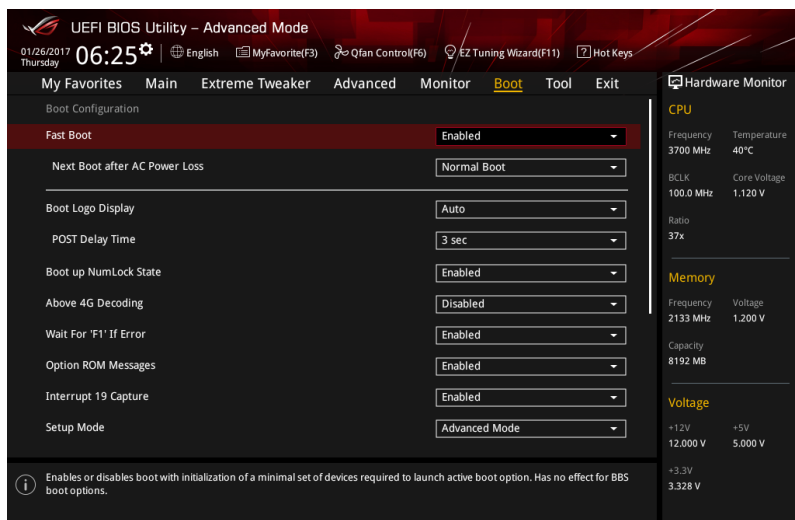 UEFI BIOS Utility – Advanced Mode
01/26/2017 Thursday 06:25 English MyFavorite(F3) Qfan Control(F6) EZ Tuning Wizard(F11) ? Hot Keys
My Favorites Main Extreme Tweaker Advanced Monitor Boot Tool Exit
Hardware Monitor
Boot Configuration
Fast Boot Enabled
Next Boot after AC Power Loss Normal Boot
Boot Logo Display Auto
POST Delay Time 3 sec
Boot up NumLock State Enabled
Above 4G Decoding Disabled
Wait For 'F1' If Error Enabled
Option ROM Messages Enabled
Interrupt 19 Capture Enabled
Setup Mode Advanced Mode
i Enables or disables boot with initialization of a minimal set of devices required to launch active boot option. Has no effect for BBS
boot options.
CPU
Frequency Temperature
3700 MHz 40°C
BCLK Core Voltage
100.0 MHz 1.120 V
Ratio
37x
Memory
Frequency Voltage
2133 MHz 1.200 V
Capacity
8192 MB
Voltage
+12V +5V
12.000 V 5.000 V
+3.3V
3.328 V